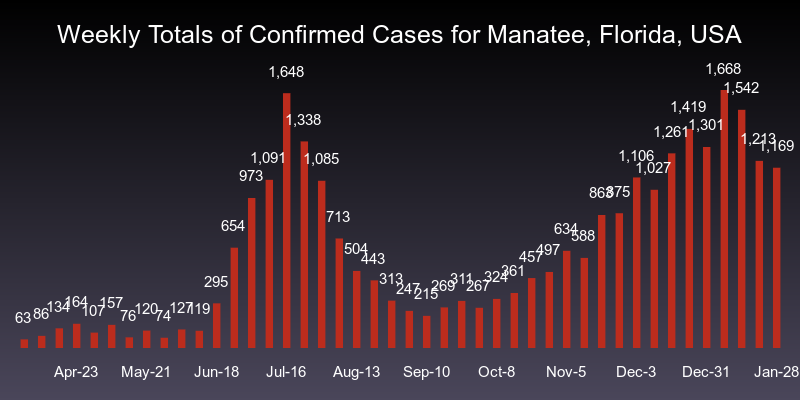 Weekly Totals of Confirmed Cases for Manatee, Florida, USA
63 86 134 164 107 157 76 120 74 127 119 295 654 973 1,091 1,648 1,338 1,085 713 504 443 313 247 215 269 311 267 324 361 457 497 634 588 868 875 1,106 1,027 1,261 1,419 1,301 1,668 1,542 1,213 1,169
Apr-23 May-21 Jun-18 Jul-16 Aug-13 Sep-10 Oct-8 Nov-5 Dec-3 Dec-31 Jan-28